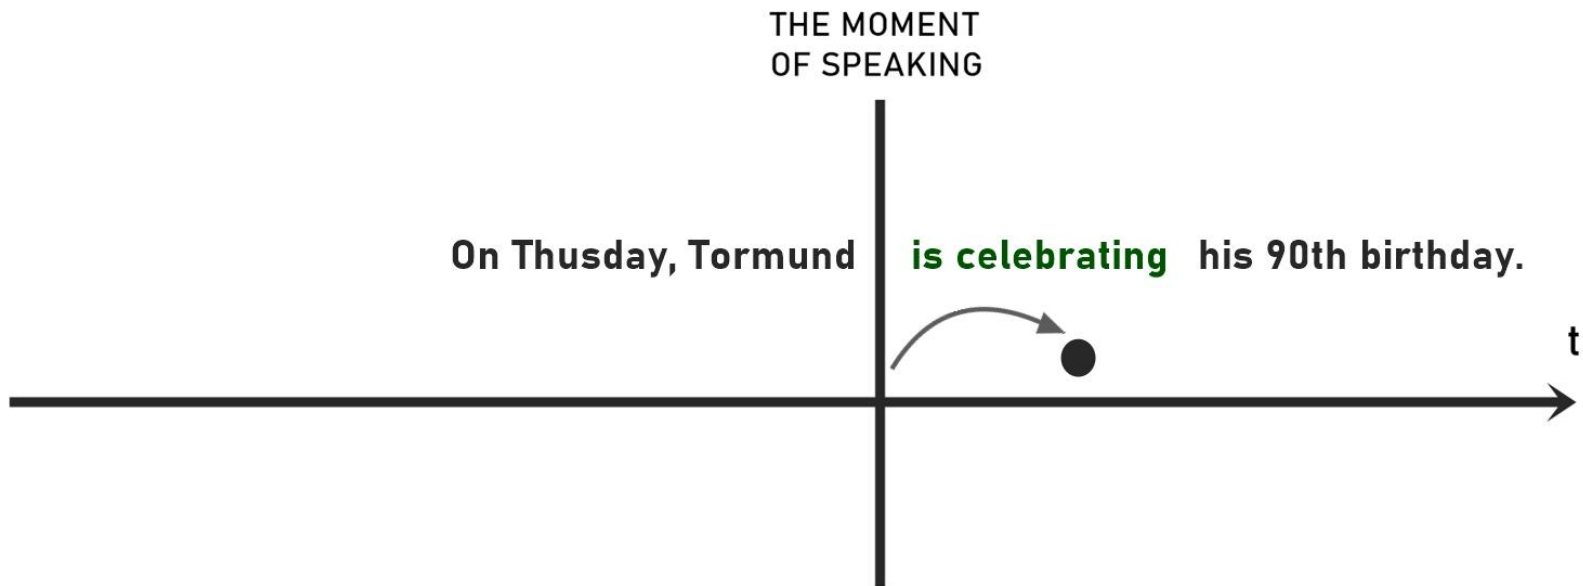 THE MOMENT
OF SPEAKING
On Thusday, Tormund is celebrating his 90th birthday.
t